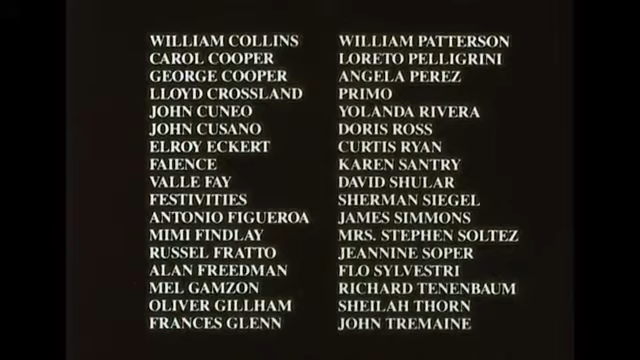 WILLIAM COLLINS
CAROL COOPER
GEORGE COOPER
LLOYD CROSSLAND
JOHN CUNEO
JOHN CUSANO
ELROY ECKERT
FAIENCE
VALLE FAY
FESTIVITIES
ANTONIO FIGUEROA
MIMI FINDLAY
RUSSEL FRATTO
ALAN FREEDMAN
MEL GAMZON
OLIVER GILLHAM
FRANCES GLENN
WILLIAM PATTERSON
LORETO PELLIGRINI
ANGELA PEREZ
PRIMO
YOLANDA RIVERA
DORIS ROSS
CURTIS RYAN
KAREN SANTRY
DAVID SHULAR
SHERMAN SIEGEL
JAMES SIMMONS
MRS. STEPHEN SOLTEZ
JEANNINE SOPER
FLO SYLVESTRI
RICHARD TENENBAUM
SHEILAH THORN
JOHN TREMAINE